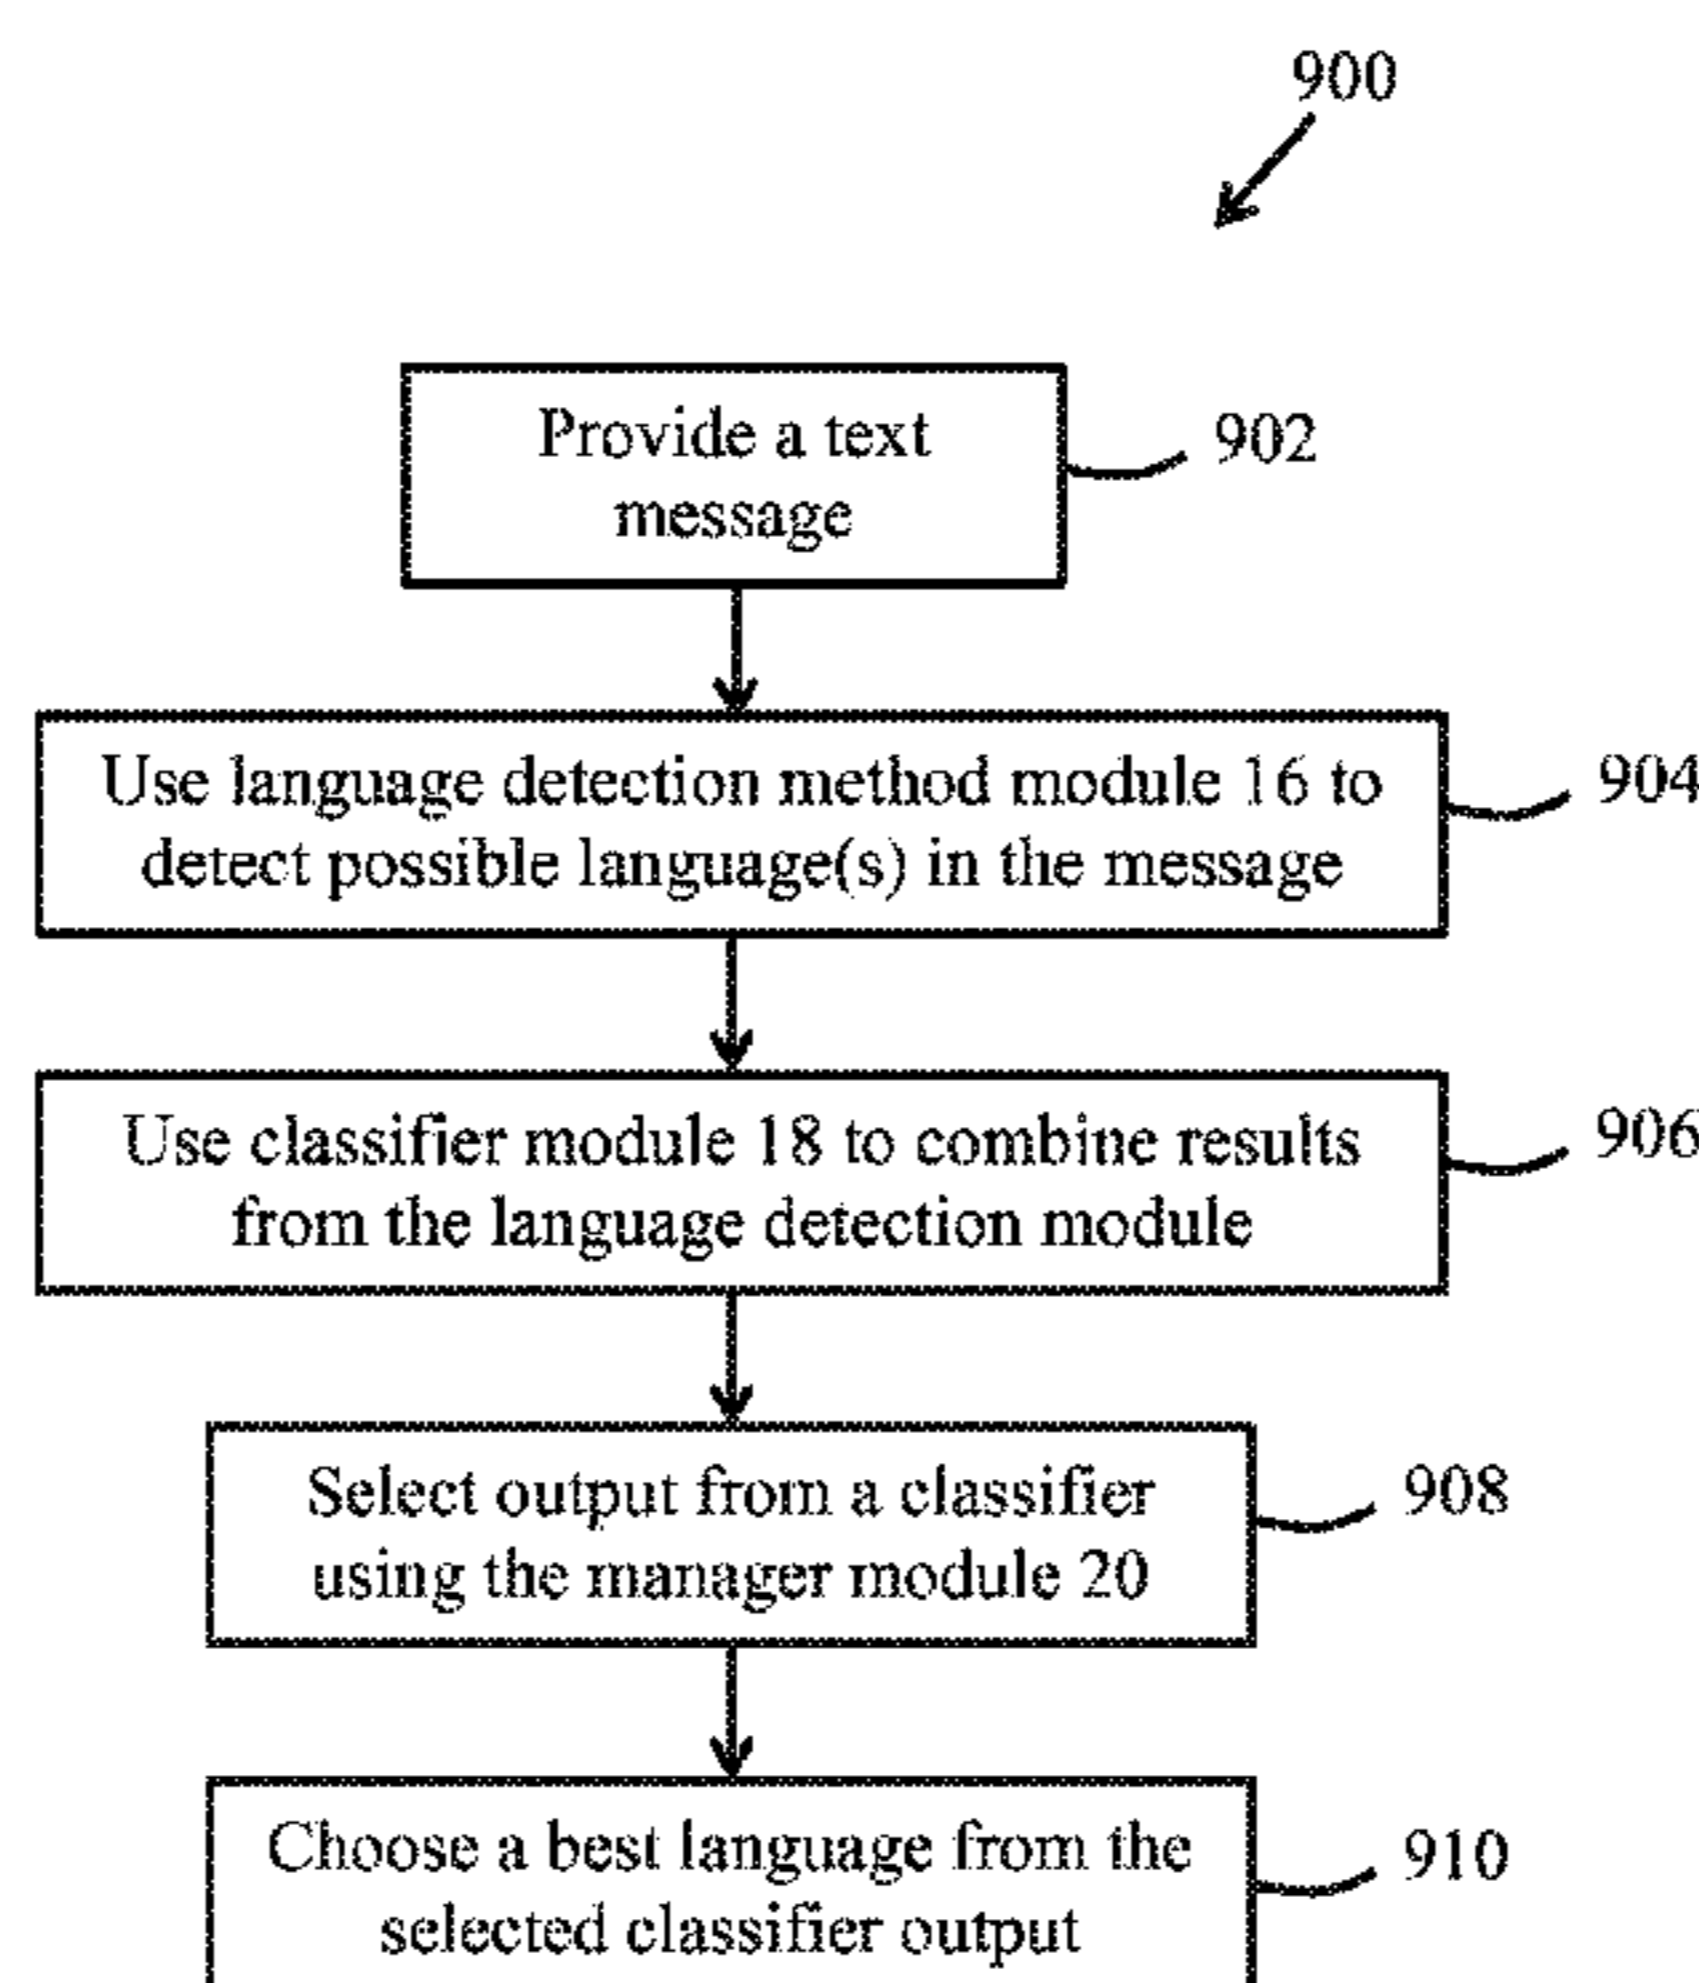 900
Provide a text
message
902
Use language detection method module 16 to
detect possible language(s) in the message
904
Use classifier module 18 to combine results
from the language detection module
906
Select output from a classifier
using the manager module 20
908
Choose a best language from the
selected classifier output
910